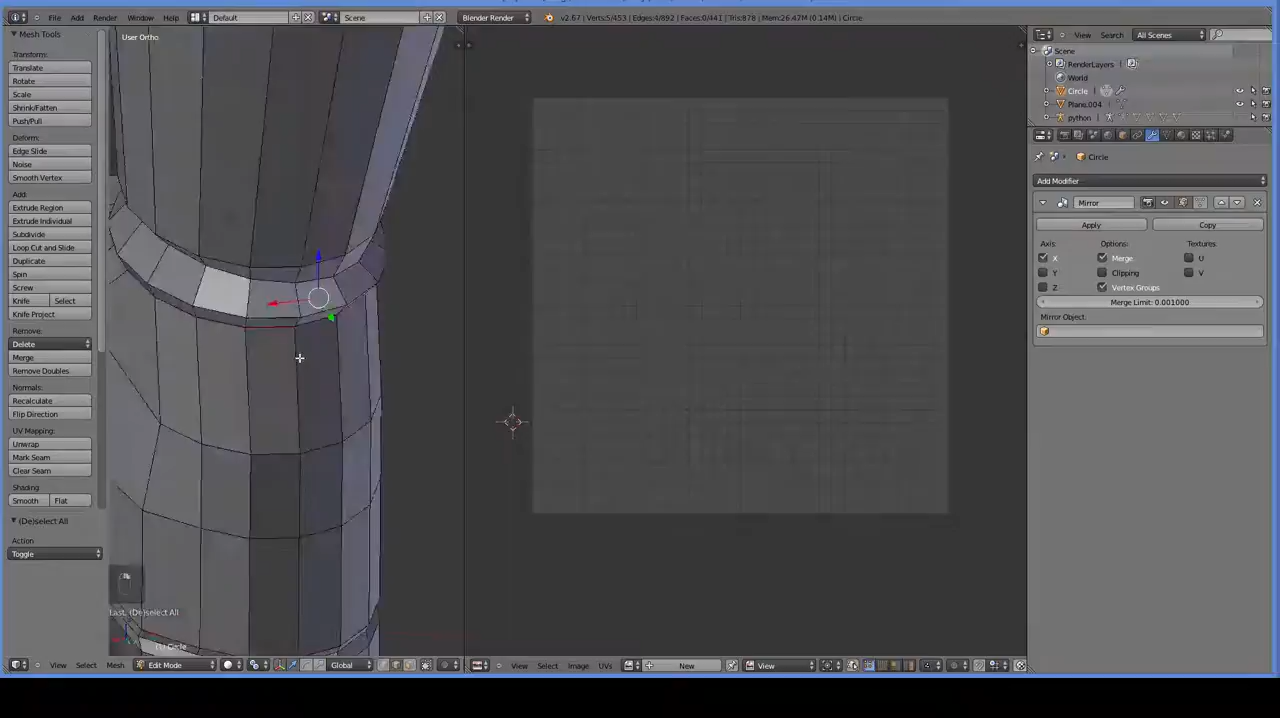 File Add Render Window Help Default Scene Blender Render v2.67 | Verts:5/453 | Edges:4/892 | Faces:0/441 | Tris:878 | Mem:26.47M (0.14M) | Circle
Mesh Tools
Transform:
Translate
Rotate
Scale
Shrink/Fatten
Push/Pull
Deform:
Edge Slide
Noise
Smooth Vertex
Add:
Extrude Region
Extrude Individual
Subdivide
Loop Cut and Slide
Duplicate
Spin
Screw
Knife Select
Knife Project
Remove:
Delete
Merge
Remove Doubles
Normals:
Recalculate
Flip Direction
UV Mapping:
Unwrap
Mark Seam
Clear Seam
Shading:
Smooth Flat
(De)select All
Action
Toggle
User Ortho
Last: (De)select All
(1) Circle
View Select Mesh Edit Mode Global
View Select Image UVs New View
View Search All Scenes
Scene
RenderLayers
World
Circle
Plane.004
python
Circle
Add Modifier
Mirror
Apply Copy
Axis: Options: Textures:
X Merge U
Y Clipping V
Z Vertex Groups
Merge Limit: 0.001000
Mirror Object: